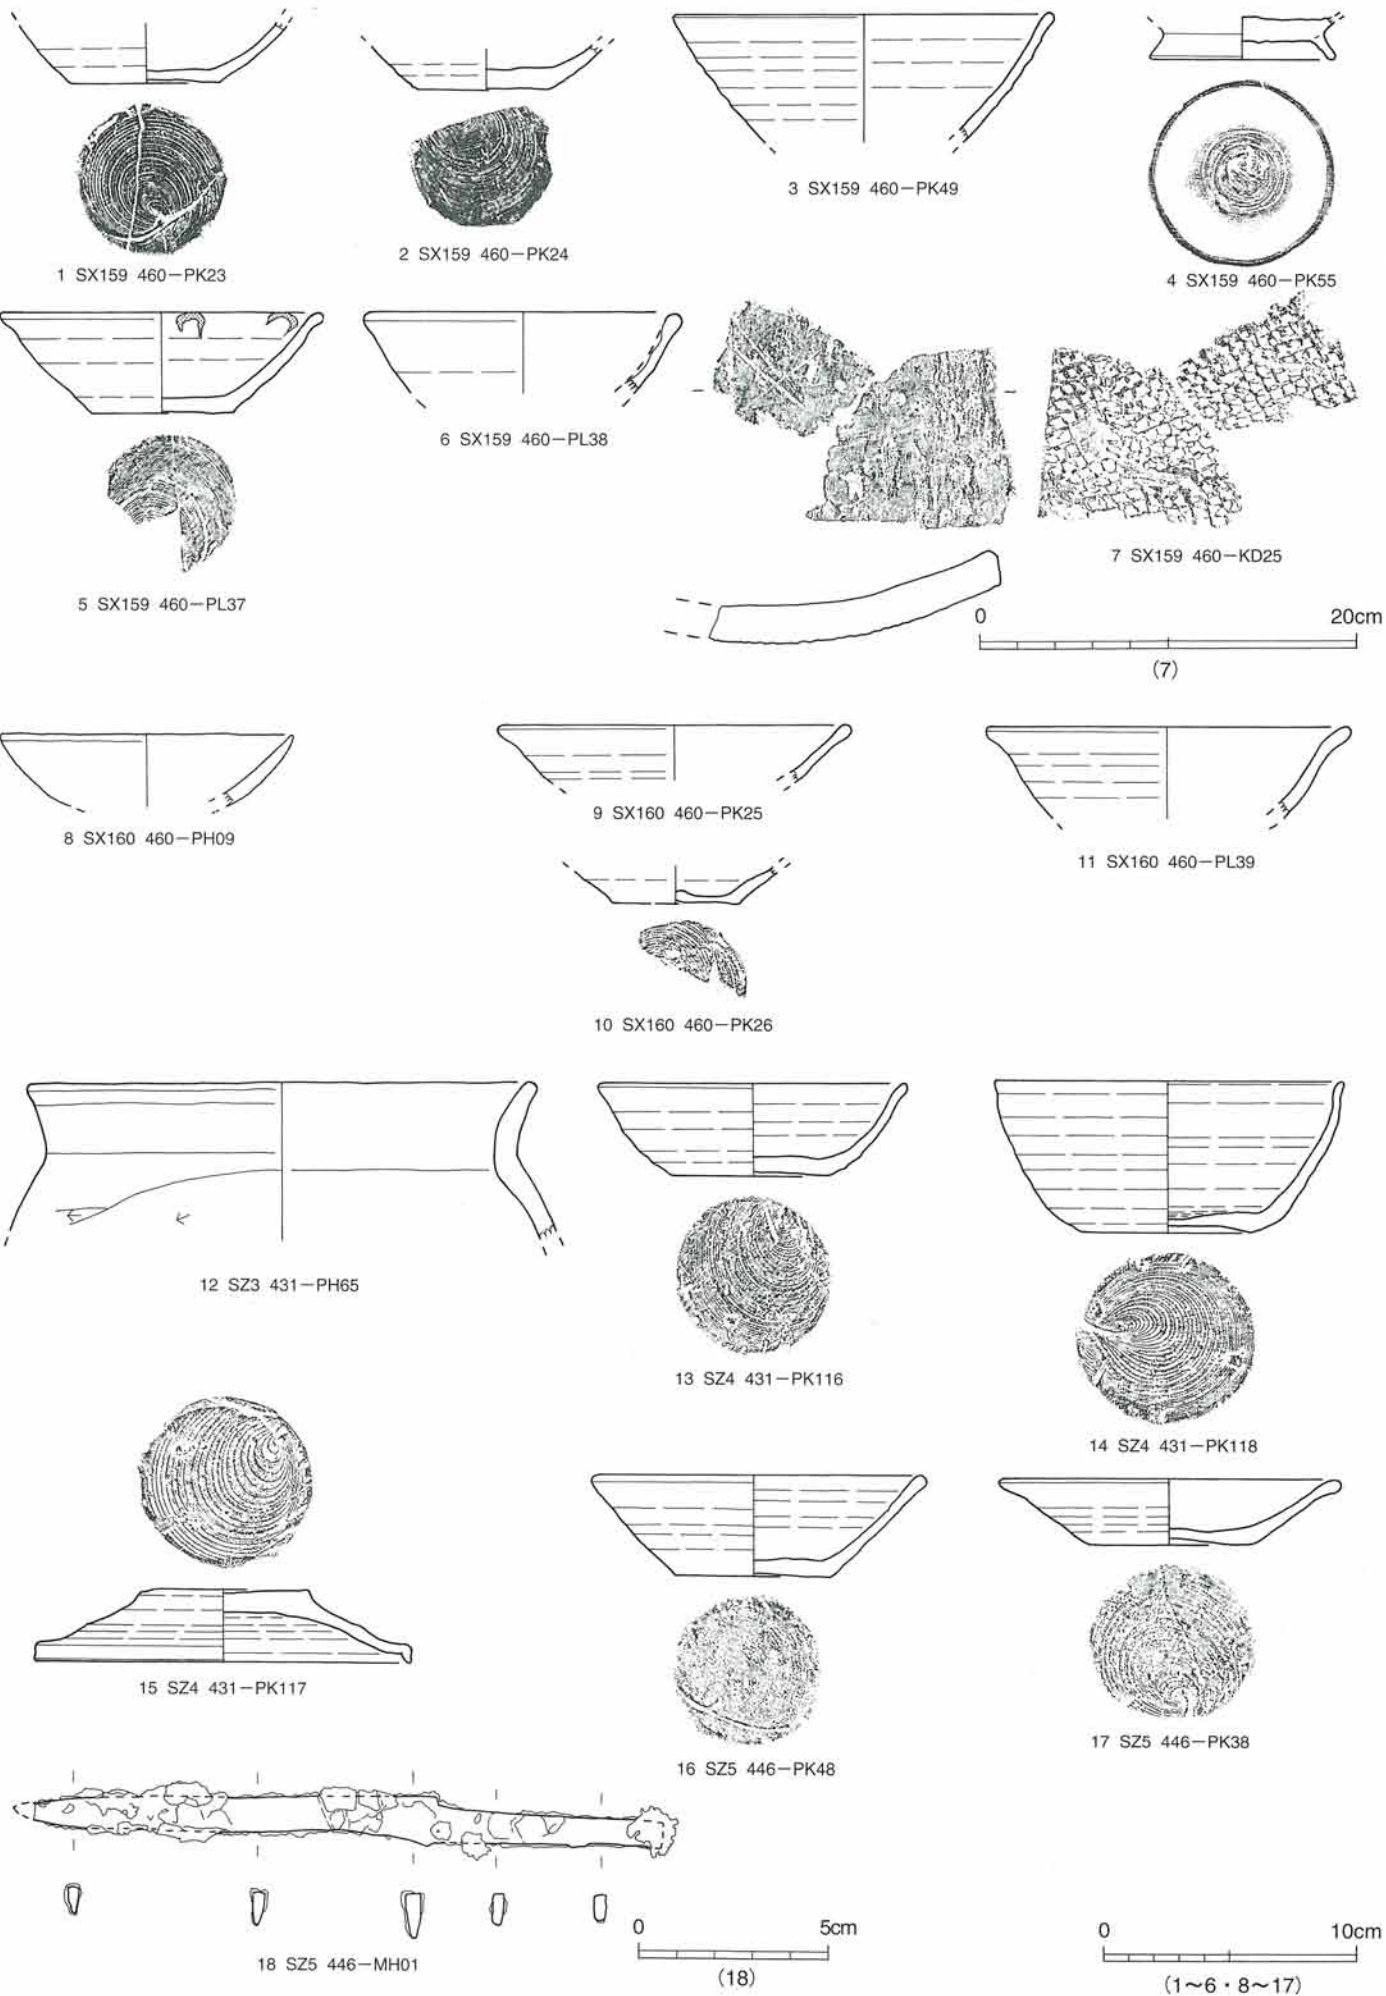 1 SX159 460−PK23
2 SX159 460−PK24
3 SX159 460−PK49
4 SX159 460−PK55
5 SX159 460−PL37
6 SX159 460−PL38
7 SX159 460−KD25
0 20cm
(7)
8 SX160 460−PH09
9 SX160 460−PK25
11 SX160 460−PL39
10 SX160 460−PK26
12 SZ3 431−PH65
13 SZ4 431−PK116
14 SZ4 431−PK118
15 SZ4 431−PK117
16 SZ5 446−PK48
17 SZ5 446−PK38
18 SZ5 446−MH01
0 5cm
(18)
0 10cm
(1~6・8~17)